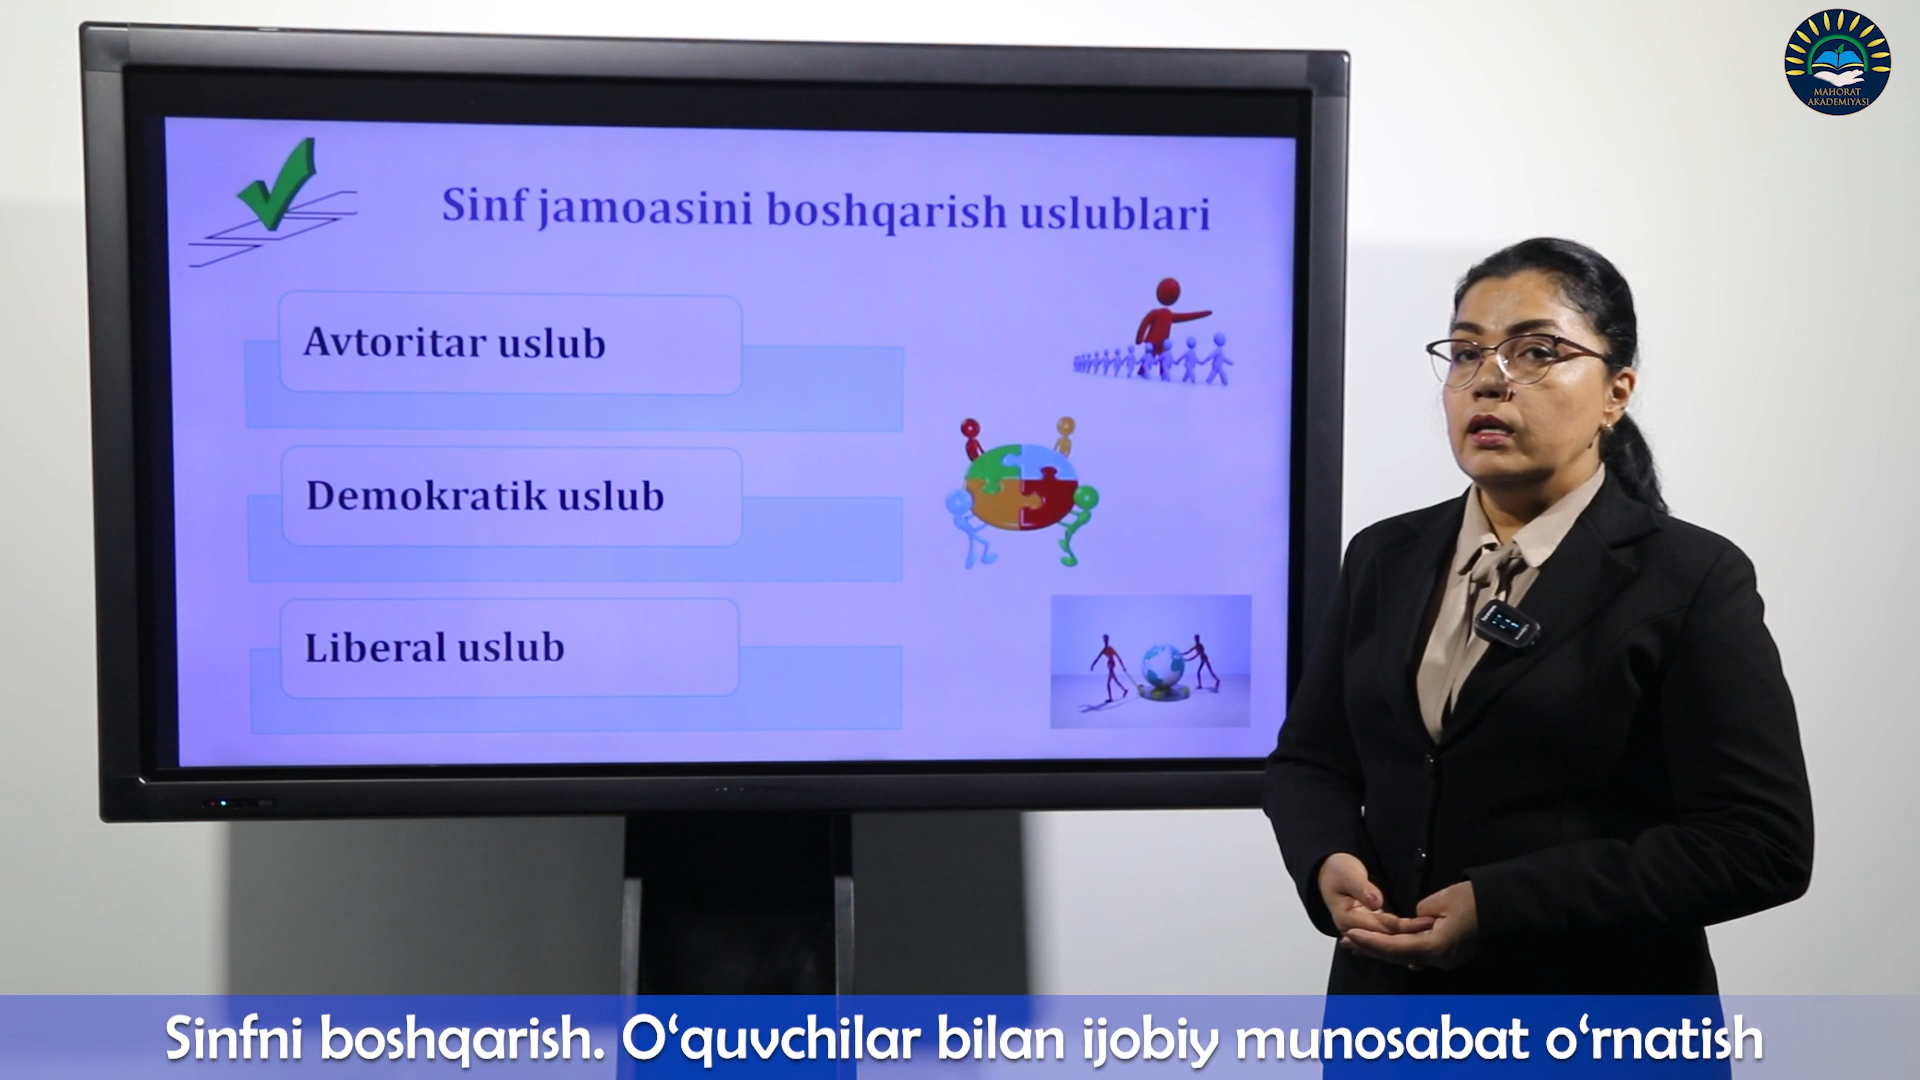 MAHORAT
AKADEMIYASI
Sinf jamoasini boshqarish uslublari
Avtoritar uslub
Demokratik uslub
Liberal uslub
Sinfni boshqarish. O‘quvchilar bilan ijobiy munosabat o‘rnatish